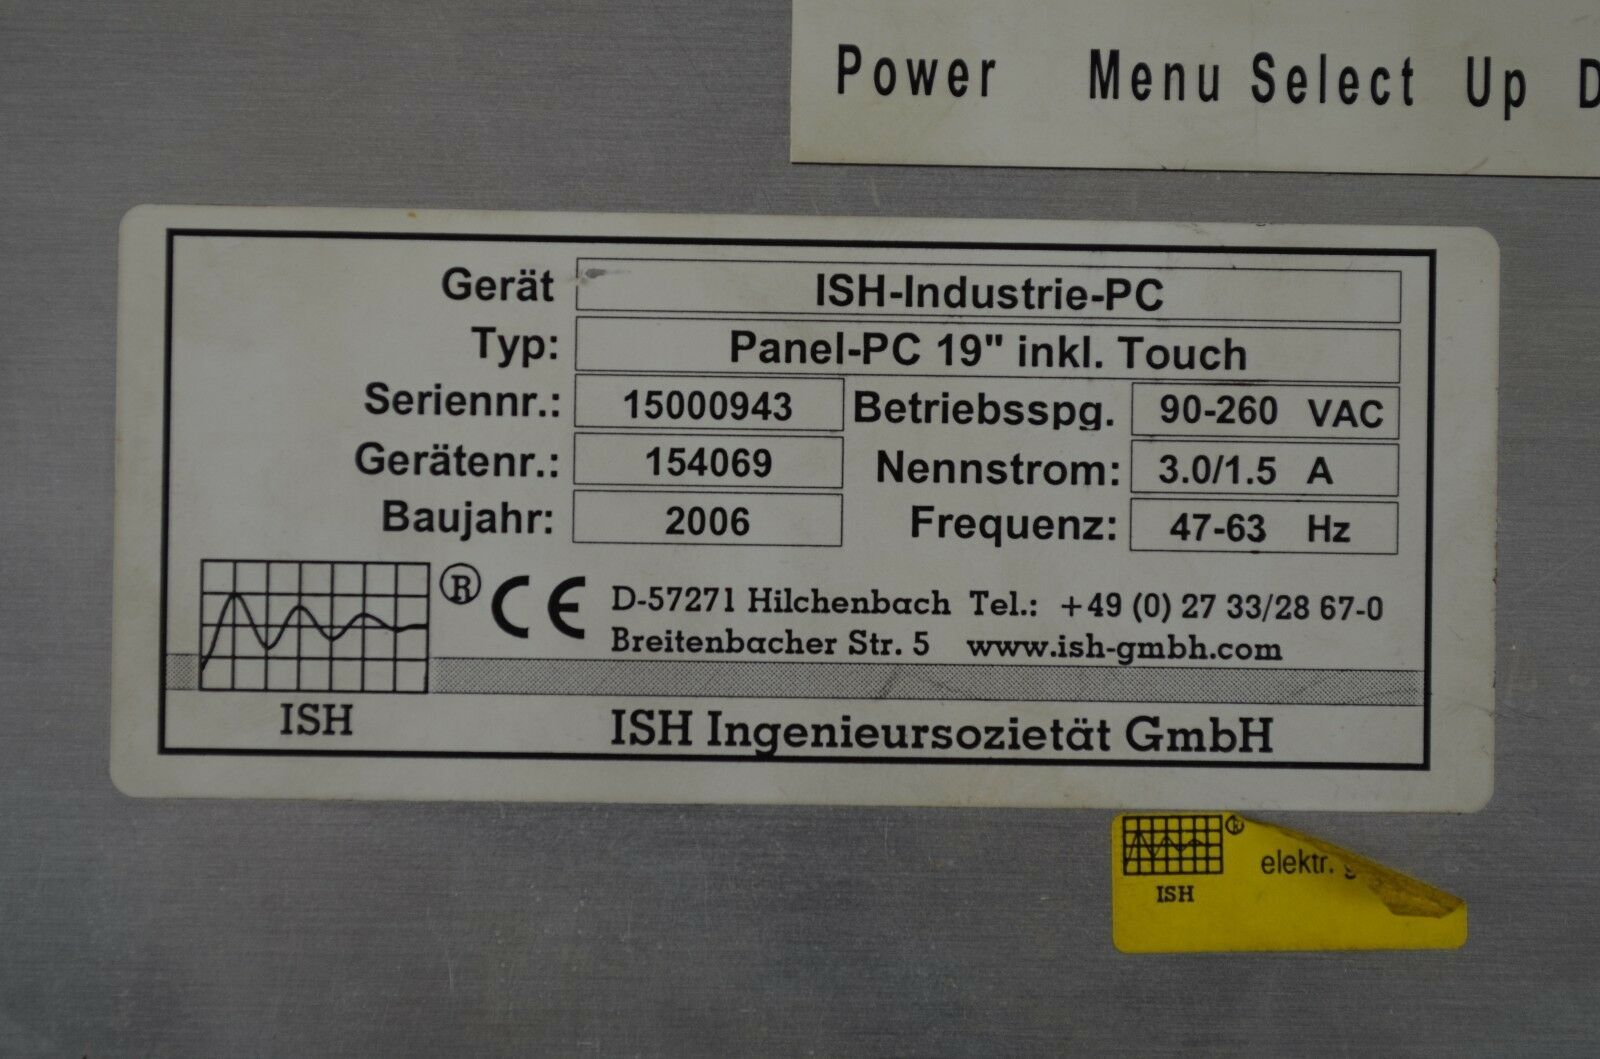 Power Menu Select Up
Gerät ISH-Industrie-PC
Typ: Panel-PC 19" inkl. Touch
Seriennr.: 15000943 Betriebsspg. 90-260 VAC
Gerätenr.: 154069 Nennstrom: 3.0/1.5 A
Baujahr: 2006 Frequenz: 47-63 Hz
® CE D-57271 Hilchenbach Tel.: +49 (0) 27 33/28 67-0
Breitenbacher Str. 5 www.ish-gmbh.com
ISH ISH Ingenieursozietät GmbH
®
elektr.
ISH